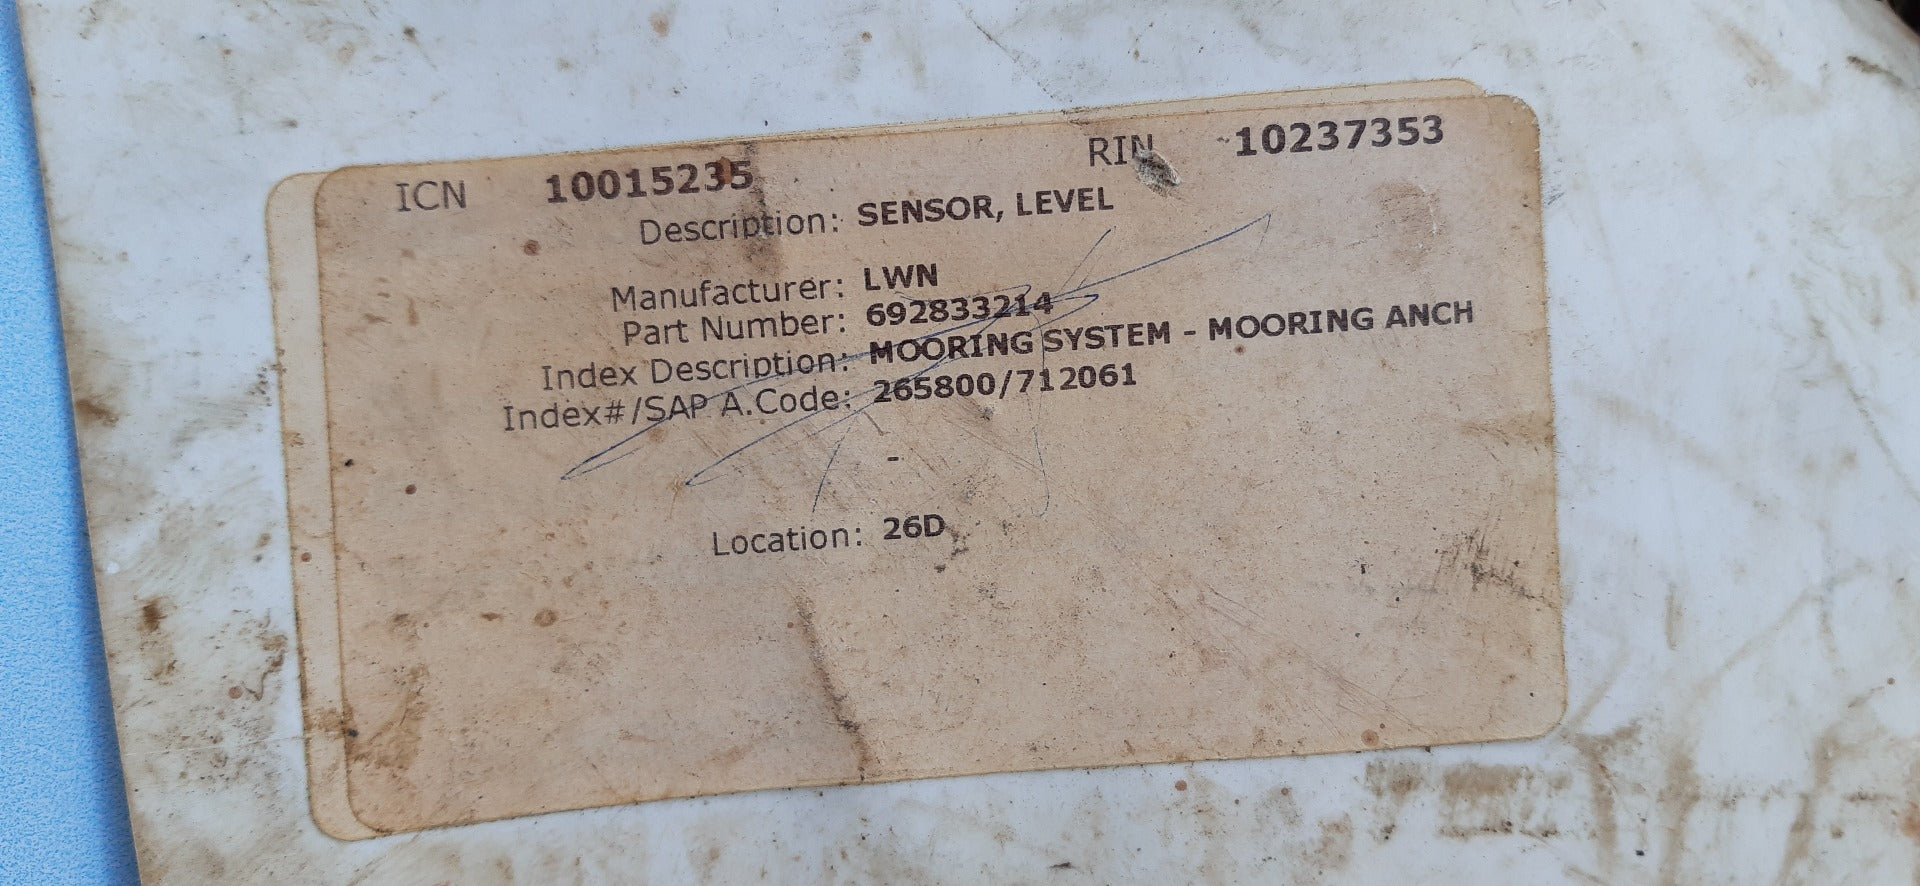 ICN 10015235 RIN 10237353
Description: SENSOR, LEVEL
Manufacturer: LWN
Part Number: 692833214
Index Description: MOORING SYSTEM - MOORING ANCH
Index#/SAP A.Code: 265800/712061
-
Location: 26D